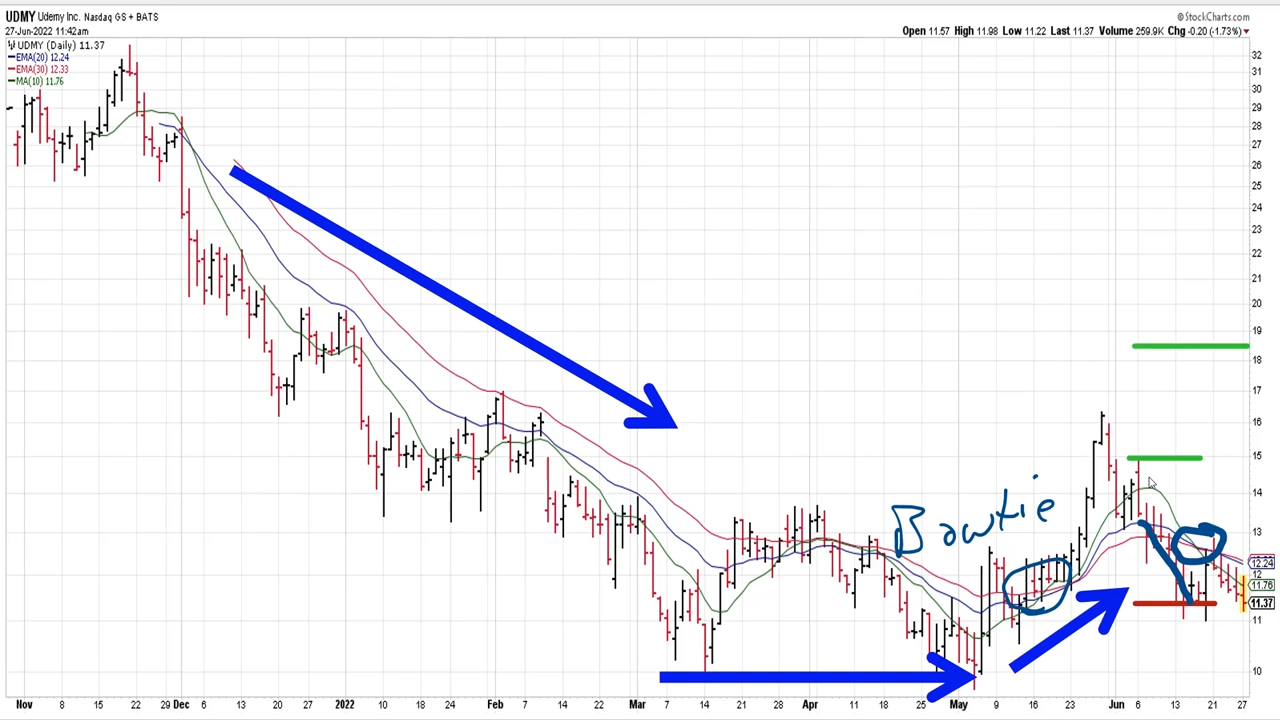 UDMY Udemy Inc. Nasdaq GS + BATS
© StockCharts.com
27-Jun-2022 11:42am
Open 11.57 High 11.98 Low 11.22 Last 11.37 Volume 259.9K Chg -0.20 (-1.73%)
UDMY (Daily) 11.37
EMA(20) 12.24
EMA(30) 12.33
MA(10) 11.76
32
31
30
29
28
27
26
25
24
23
22
21
20
19
18
17
16
15
14
13
12.24
12
11.76
11.37
11
10
Bowtie
Nov 8 15 22 29 Dec 6 13 20 27 2022 10 18 24 Feb 7 14 22 Mar 7 14 21 28 Apr 11 18 25 May 9 16 23 Jun 6 13 21 27